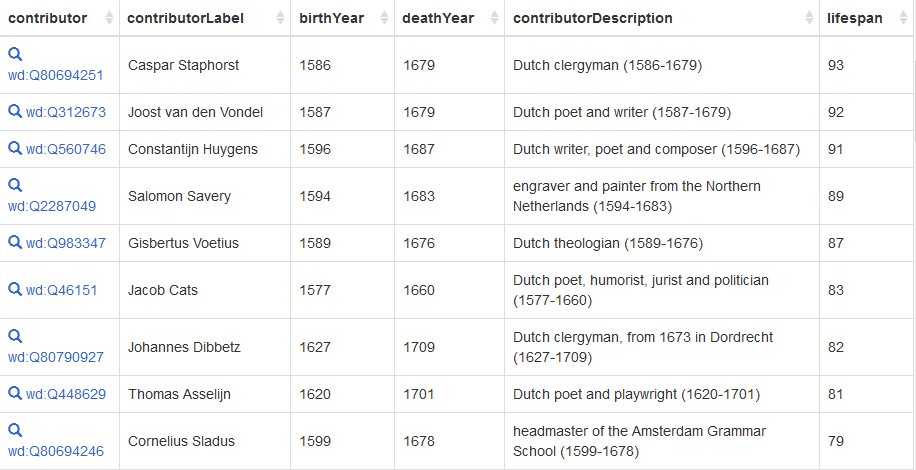 contributor contributorLabel birthYear deathYear contributorDescription lifespan
wd:Q80694251 Caspar Staphorst 1586 1679 Dutch clergyman (1586-1679) 93
wd:Q312673 Joost van den Vondel 1587 1679 Dutch poet and writer (1587-1679) 92
wd:Q560746 Constantijn Huygens 1596 1687 Dutch writer, poet and composer (1596-1687) 91
wd:Q2287049 Salomon Savery 1594 1683 engraver and painter from the Northern
Netherlands (1594-1683) 89
wd:Q983347 Gisbertus Voetius 1589 1676 Dutch theologian (1589-1676) 87
wd:Q46151 Jacob Cats 1577 1660 Dutch poet, humorist, jurist and politician
(1577-1660) 83
wd:Q80790927 Johannes Dibbetz 1627 1709 Dutch clergyman, from 1673 in Dordrecht
(1627-1709) 82
wd:Q448629 Thomas Asselijn 1620 1701 Dutch poet and playwright (1620-1701) 81
wd:Q80694246 Cornelius Sladus 1599 1678 headmaster of the Amsterdam Grammar
School (1599-1678) 79